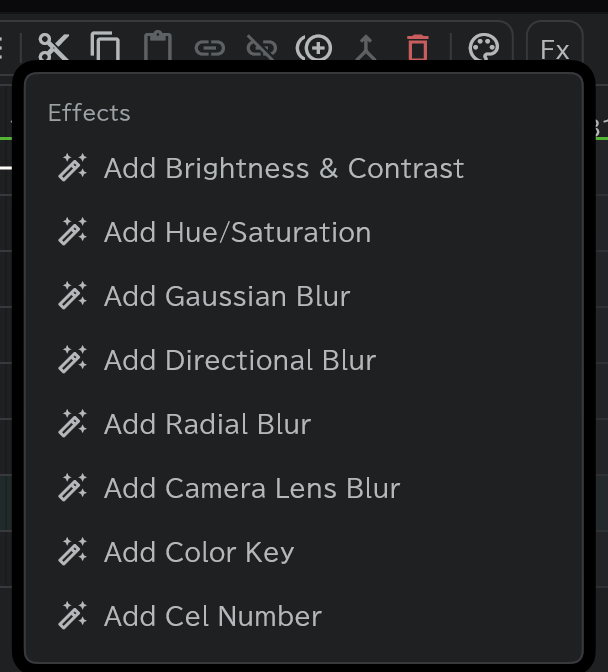 Fx
Effects
Add Brightness & Contrast
Add Hue/Saturation
Add Gaussian Blur
Add Directional Blur
Add Radial Blur
Add Camera Lens Blur
Add Color Key
Add Cel Number